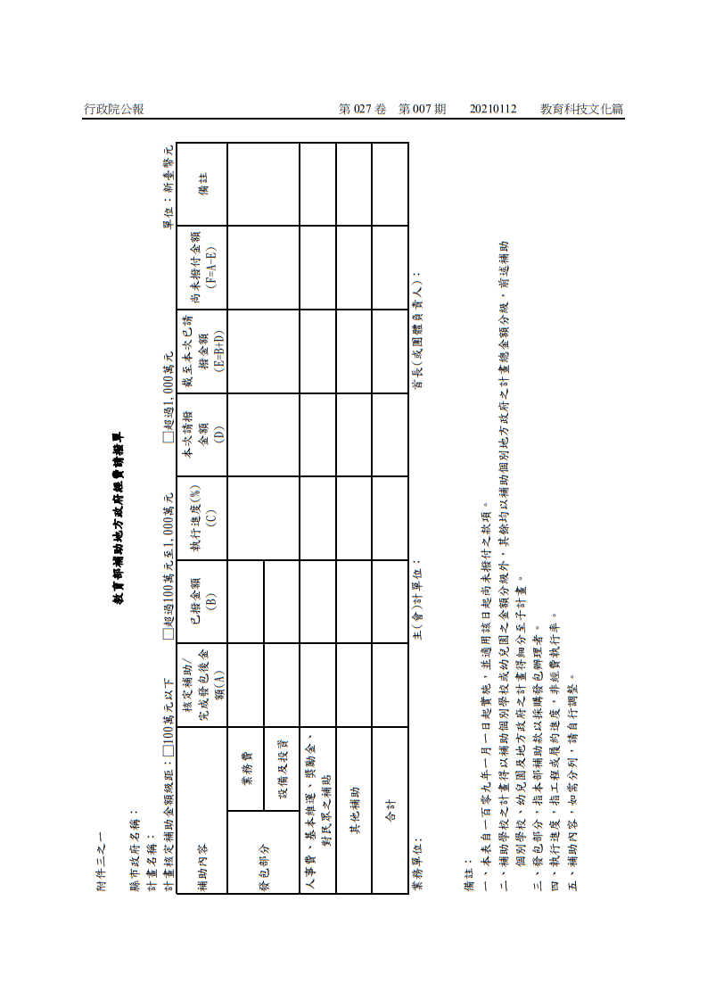 行政院公報 第 027 卷 第 007 期 20210112 教育科技文化篇
附件三之一
教育部補助地方政府經費請撥單
縣市政府名稱：
計畫名稱：
計畫核定補助金額級距：□100萬元以下 □超過100萬元至1,000萬元 □超過1,000萬元 單位：新臺幣元
補助內容
核定補助/
完成發包後金
額(A)
已撥金額
(B)
執行進度(%)
(C)
本次請撥
金額
(D)
截至本次已請
撥金額
(E=B+D)
尚未撥付金額
(F=A-E)
備註
發包部分
業務費
設備及投資
人事費、基本維運、獎勵金、
對民眾之補貼
其他補助
合計
業務單位： 主(會)計單位： 首長(或團體負責人)：
備註：
一、本表自一百零九年一月一日起實施，並適用該日起尚未撥付之款項。
二、補助學校之計畫得以補助個別學校或幼兒園之金額分級外，其餘均以補助個別地方政府之計畫總金額分級，前述補助
個別學校、幼兒園及地方政府之計畫得細分至子計畫。
三、發包部分，指本部補助款以採購發包辦理者。
四、執行進度，指工程或履約進度，非經費執行率。
五、補助內容，如需分列，請自行調整。